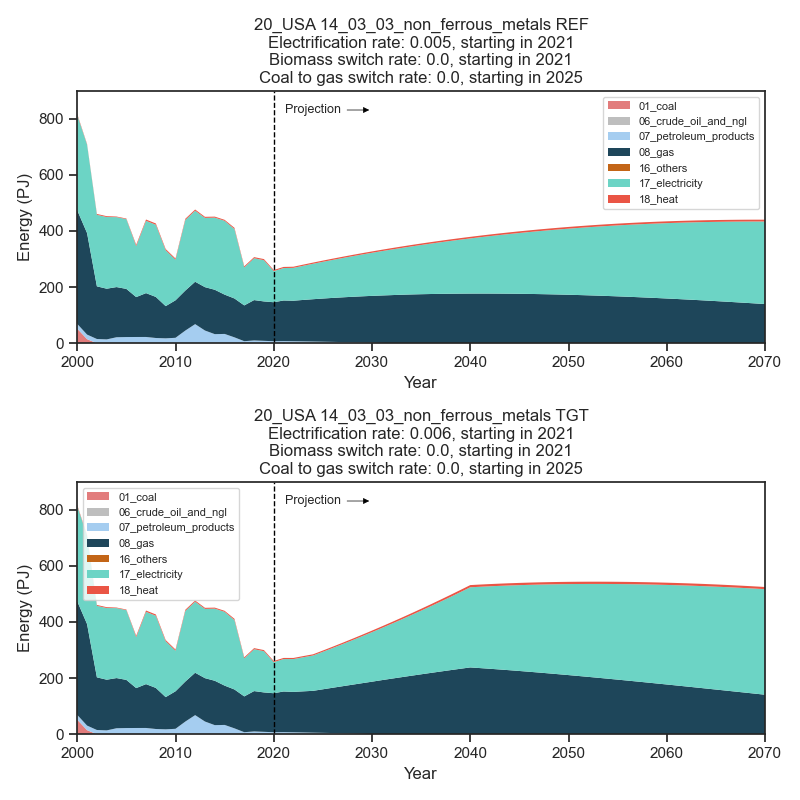 20_USA 14_03_03_non_ferrous_metals REF
Electrification rate: 0.005, starting in 2021
Biomass switch rate: 0.0, starting in 2021
Coal to gas switch rate: 0.0, starting in 2025
Energy (PJ)
800
600
400
200
0
Projection
01_coal
06_crude_oil_and_ngl
07_petroleum_products
08_gas
16_others
17_electricity
18_heat
2000 2010 2020 2030 2040 2050 2060 2070
Year
20_USA 14_03_03_non_ferrous_metals TGT
Electrification rate: 0.006, starting in 2021
Biomass switch rate: 0.0, starting in 2021
Coal to gas switch rate: 0.0, starting in 2025
Energy (PJ)
800
600
400
200
0
01_coal
06_crude_oil_and_ngl
07_petroleum_products
08_gas
16_others
17_electricity
18_heat
Projection
2000 2010 2020 2030 2040 2050 2060 2070
Year